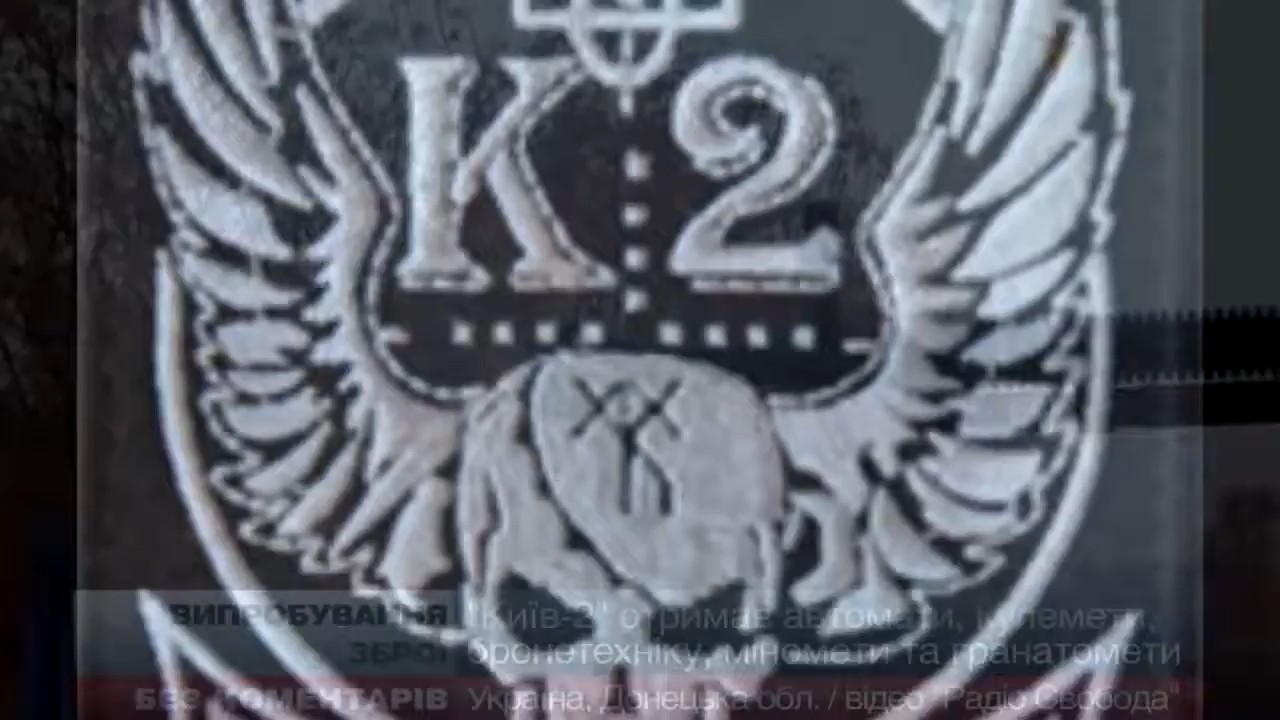 K 2
ВИПРОБУВАННЯ "Київ-2" отримав автомати, кулемети,
ЗБРОЇ бронетехніку, міномети та гранатомети
БЕЗ КОМЕНТАРІВ Україна, Донецька обл. / відео "Радіо Свобода"